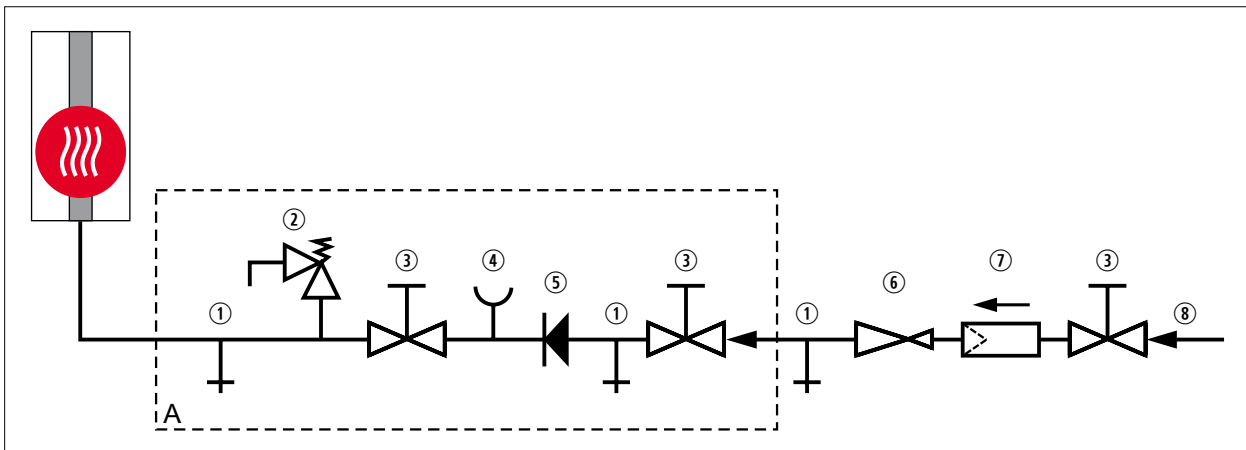 ②
③ ④ ③ ⑦ ③
⑤ ⑥
① ① ① ⑧
A